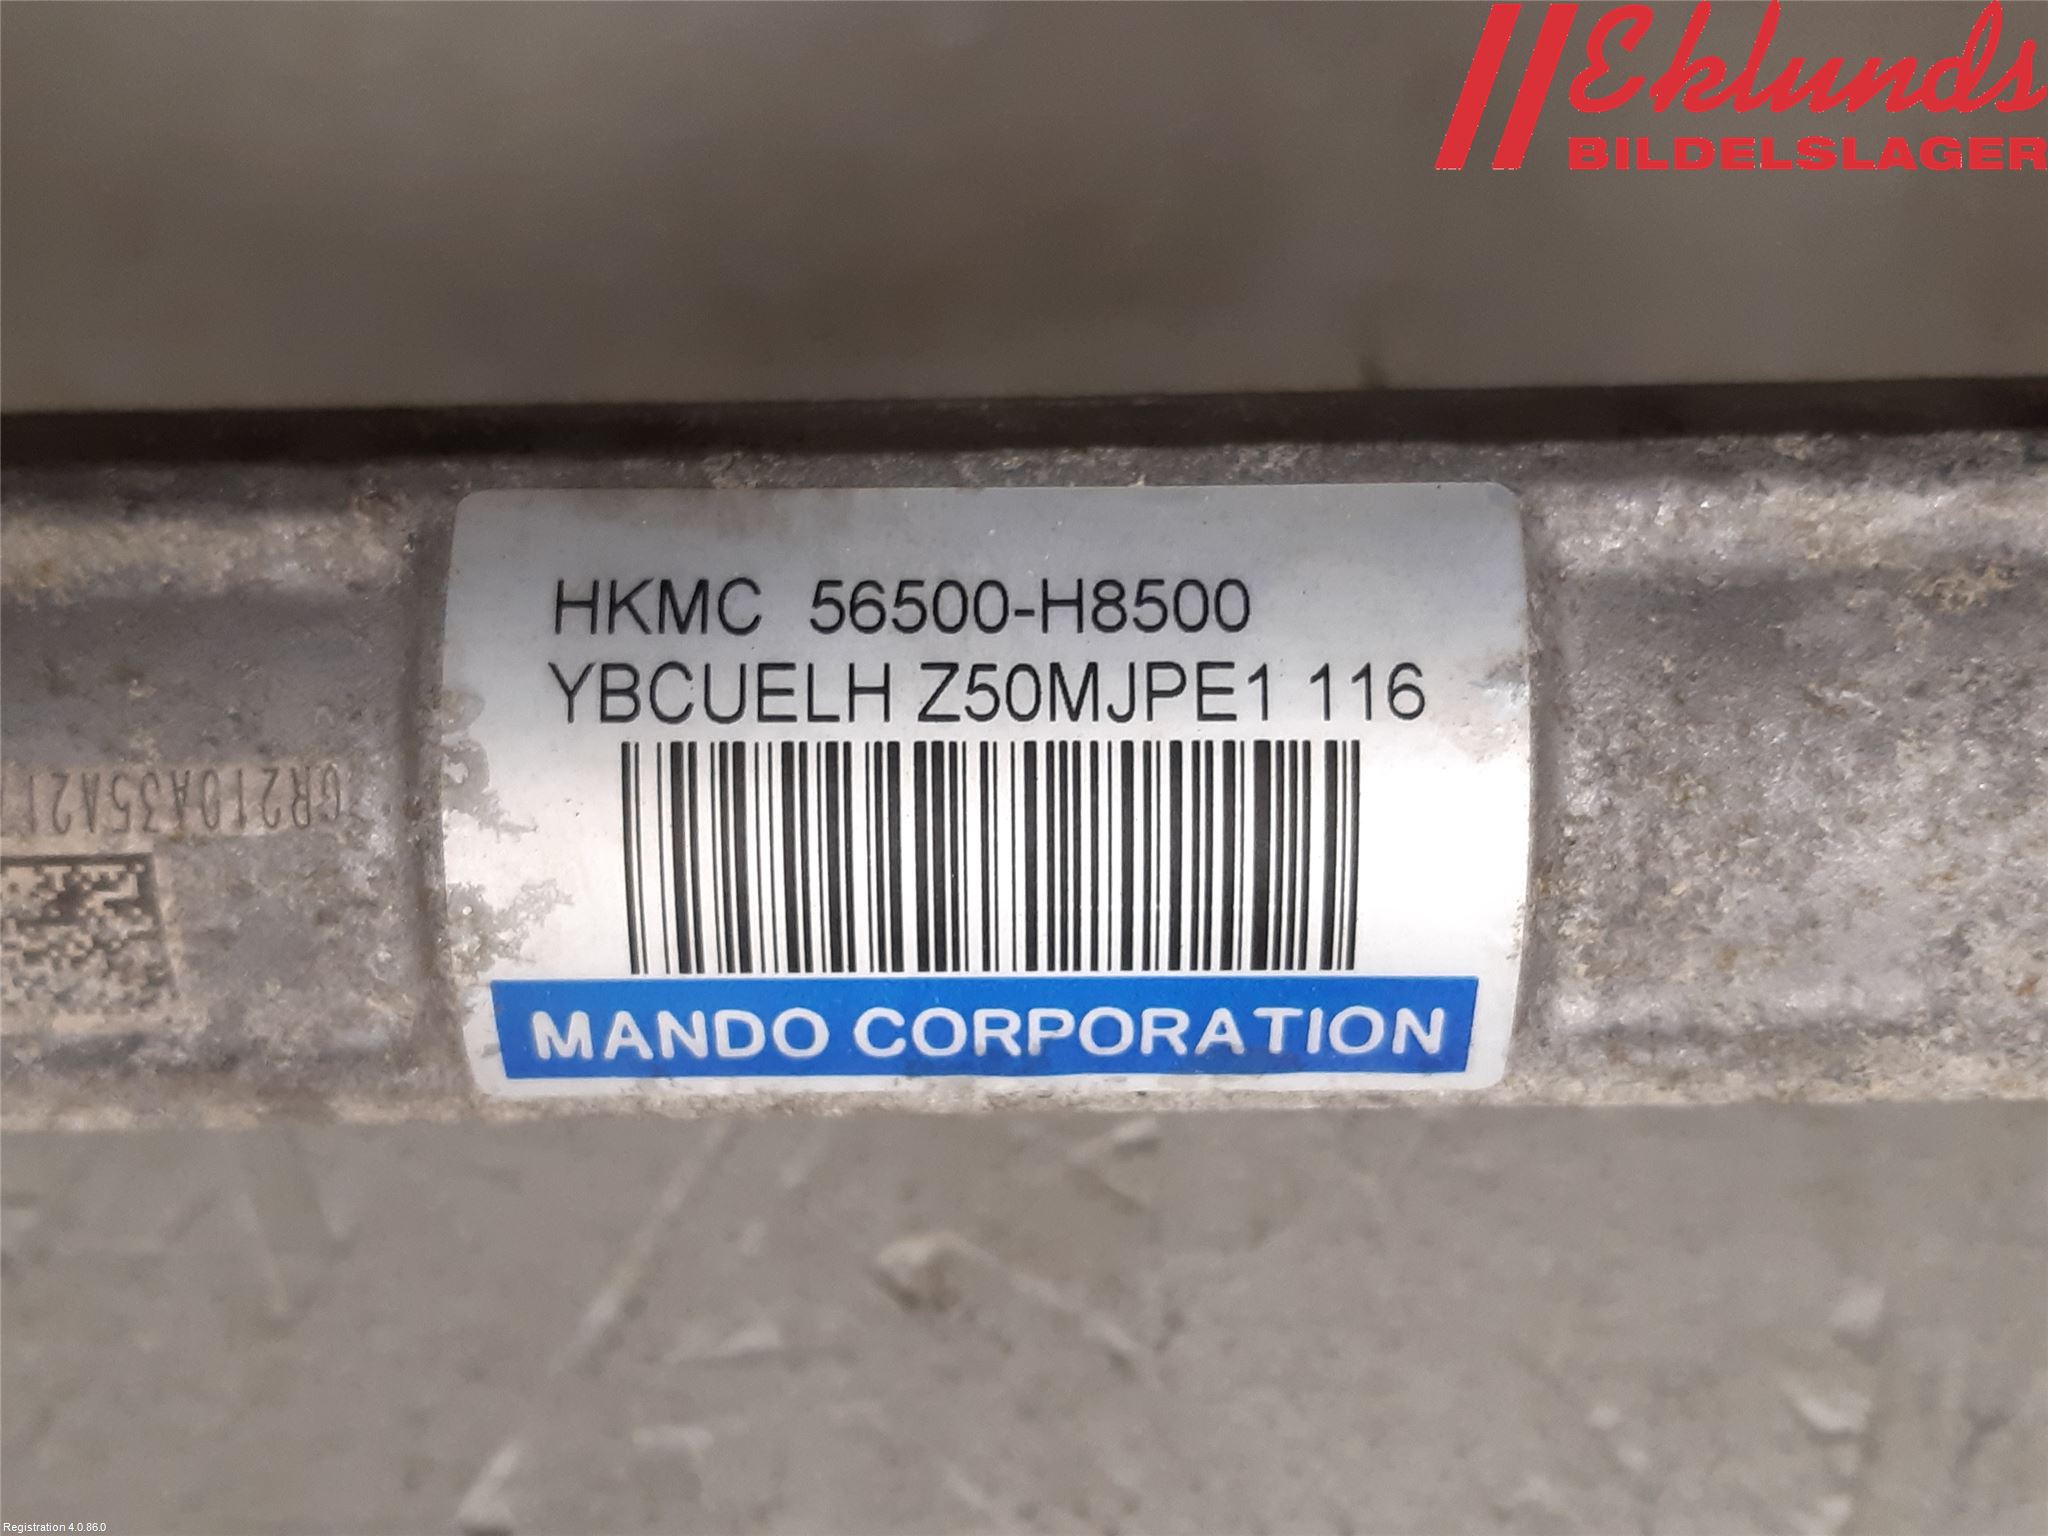 Eklunds
BILDELSLAGER
HKMC 56500-H8500
YBCUELH Z50MJPE1 116
MANDO CORPORATION
Registration 4.0.86.0